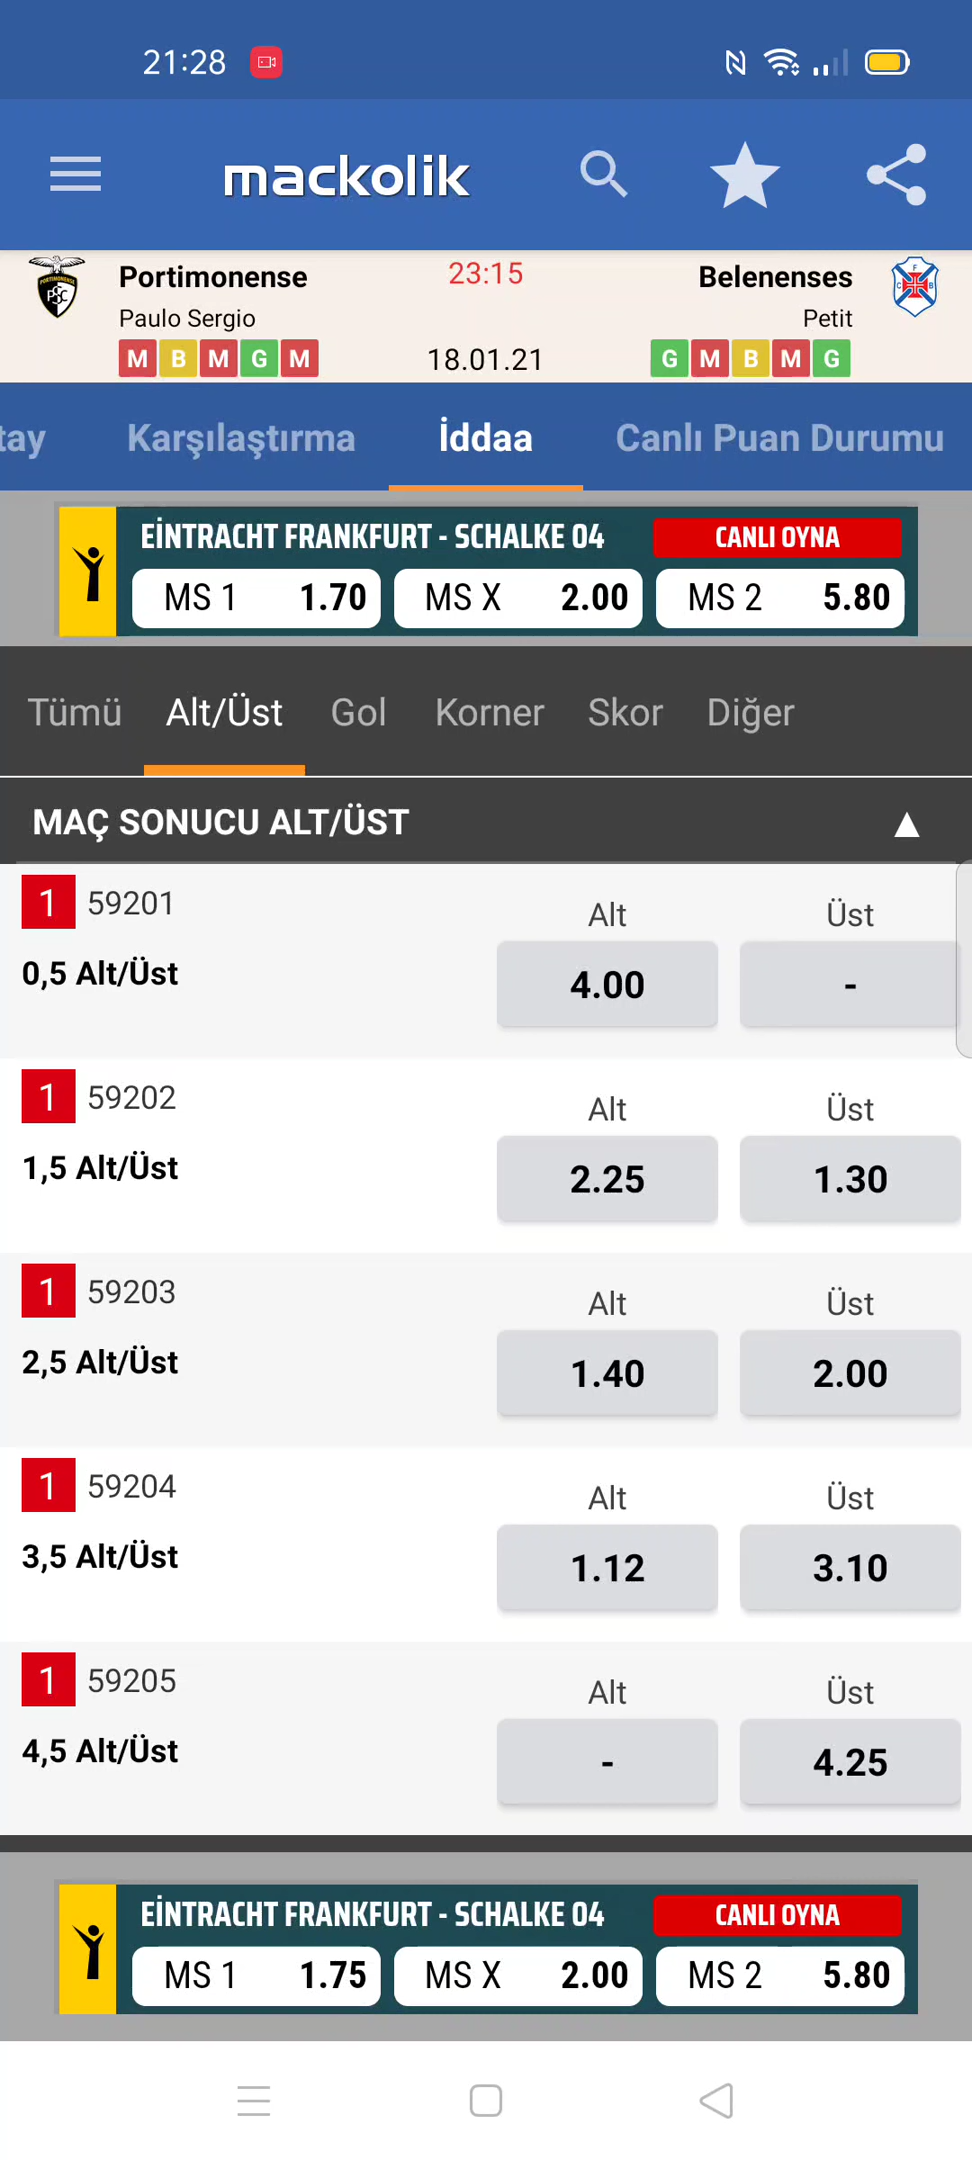 21:28
mackolik
Portimonense 23:15 Belenenses
Paulo Sergio Petit
M B M G M 18.01.21 G M B M G
tay Karşılaştırma İddaa Canlı Puan Durumu
EİNTRACHT FRANKFURT - SCHALKE 04 CANLI OYNA
MS 1 1.70 MS X 2.00 MS 2 5.80
Tümü Alt/Üst Gol Korner Skor Diğer
MAÇ SONUCU ALT/ÜST ▲
1 59201 Alt Üst
0,5 Alt/Üst 4.00 -
1 59202 Alt Üst
1,5 Alt/Üst 2.25 1.30
1 59203 Alt Üst
2,5 Alt/Üst 1.40 2.00
1 59204 Alt Üst
3,5 Alt/Üst 1.12 3.10
1 59205 Alt Üst
4,5 Alt/Üst - 4.25
EİNTRACHT FRANKFURT - SCHALKE 04 CANLI OYNA
MS 1 1.75 MS X 2.00 MS 2 5.80